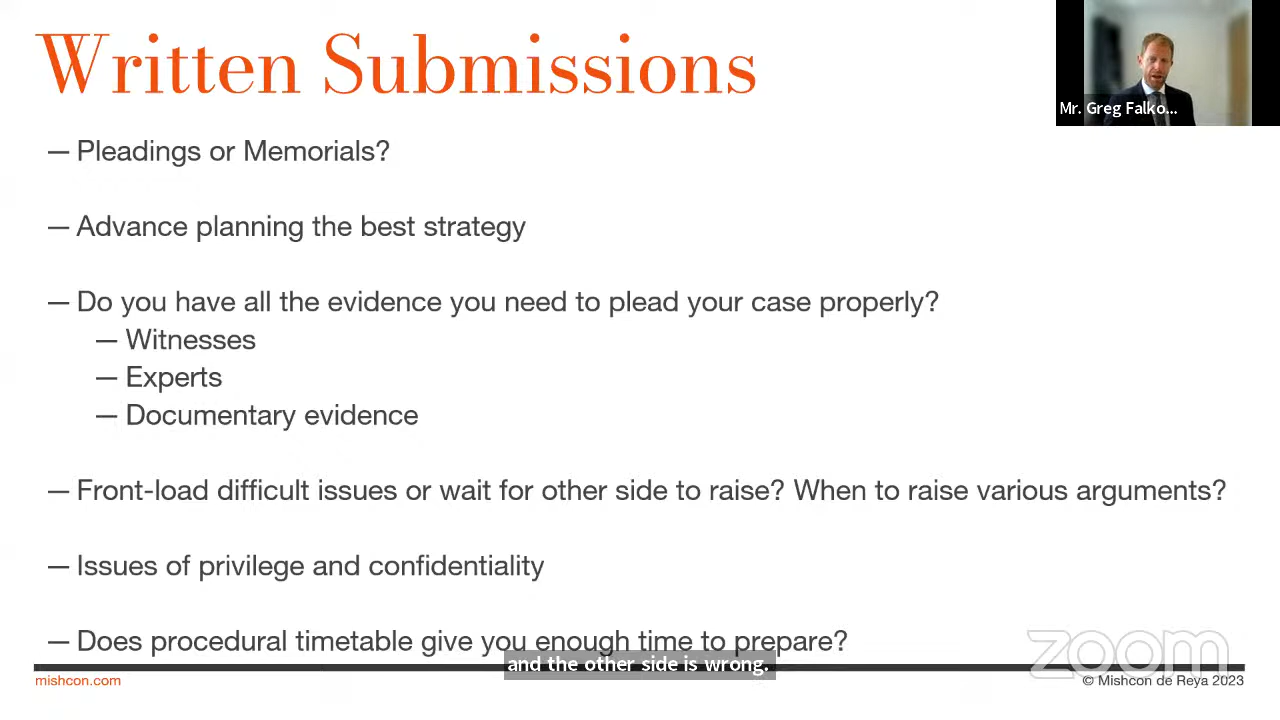 Written Submissions
Mr. Greg Falko...
— Pleadings or Memorials?
— Advance planning the best strategy
— Do you have all the evidence you need to plead your case properly?
— Witnesses
— Experts
— Documentary evidence
— Front-load difficult issues or wait for other side to raise? When to raise various arguments?
— Issues of privilege and confidentiality
— Does procedural timetable give you enough time to prepare?
and the other side is wrong.
zoom
mishcon.com
© Mishcon de Reya 2023